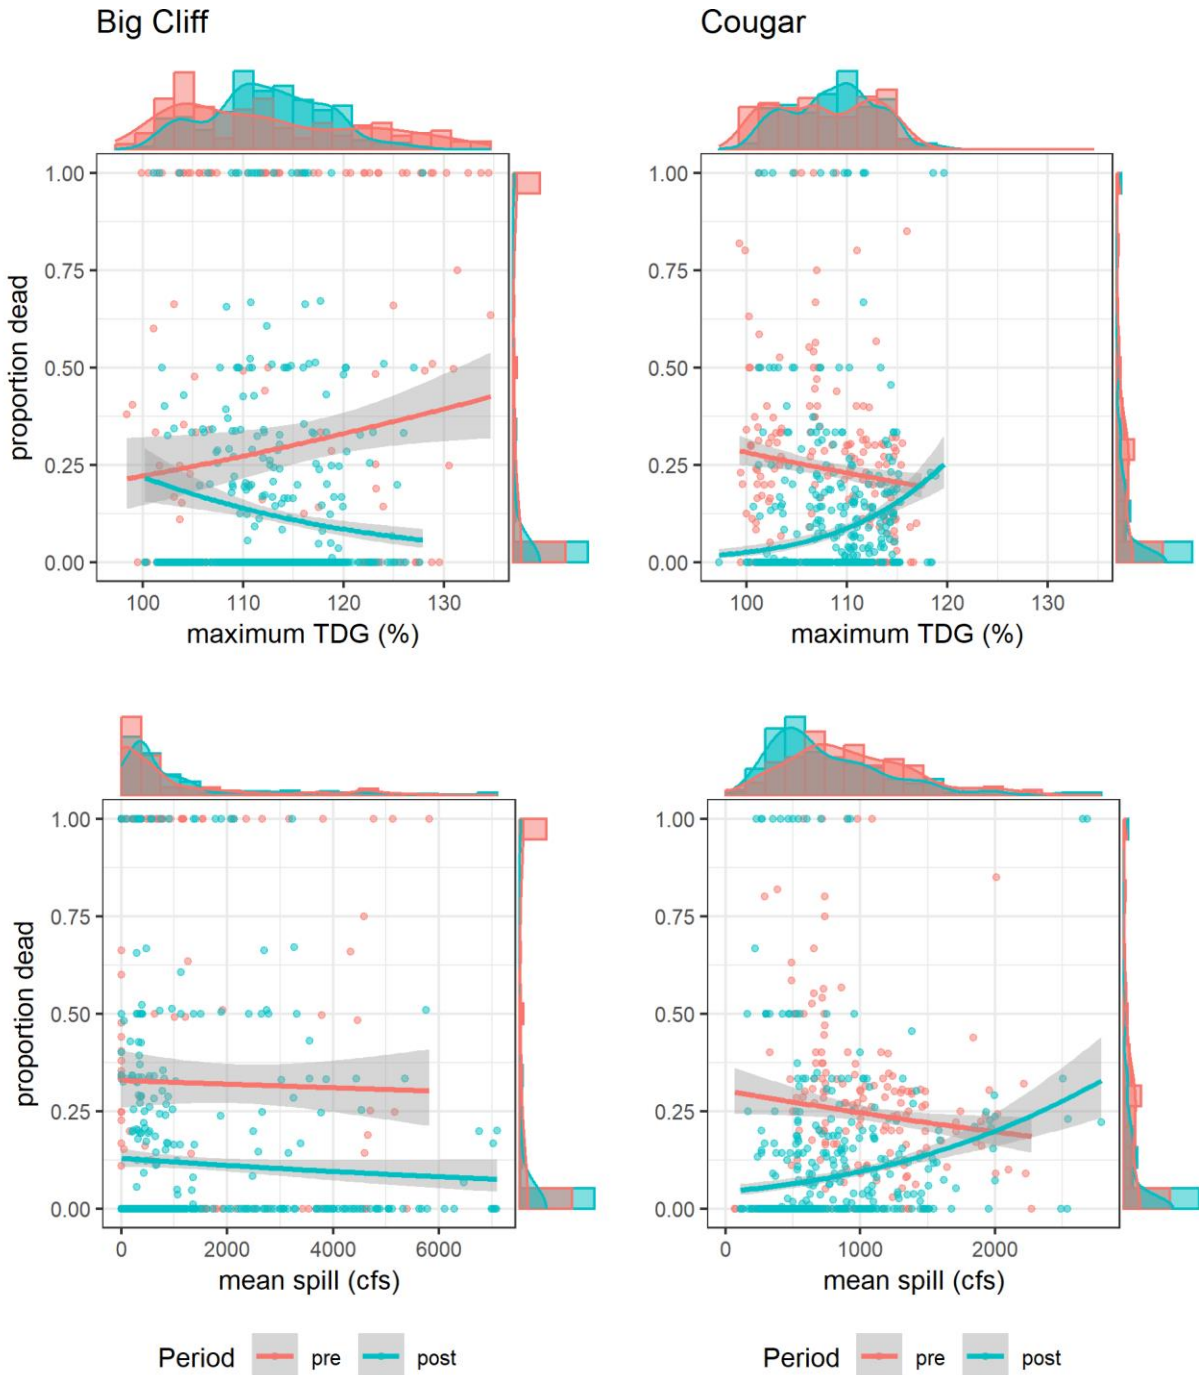 Big Cliff
Cougar
proportion dead
1.00
0.75
0.50
0.25
0.00
100 110 120 130
maximum TDG (%)
1.00
0.75
0.50
0.25
0.00
100 110 120 130
maximum TDG (%)
proportion dead
1.00
0.75
0.50
0.25
0.00
0 2000 4000 6000
mean spill (cfs)
1.00
0.75
0.50
0.25
0.00
0 1000 2000
mean spill (cfs)
Period pre post
Period pre post